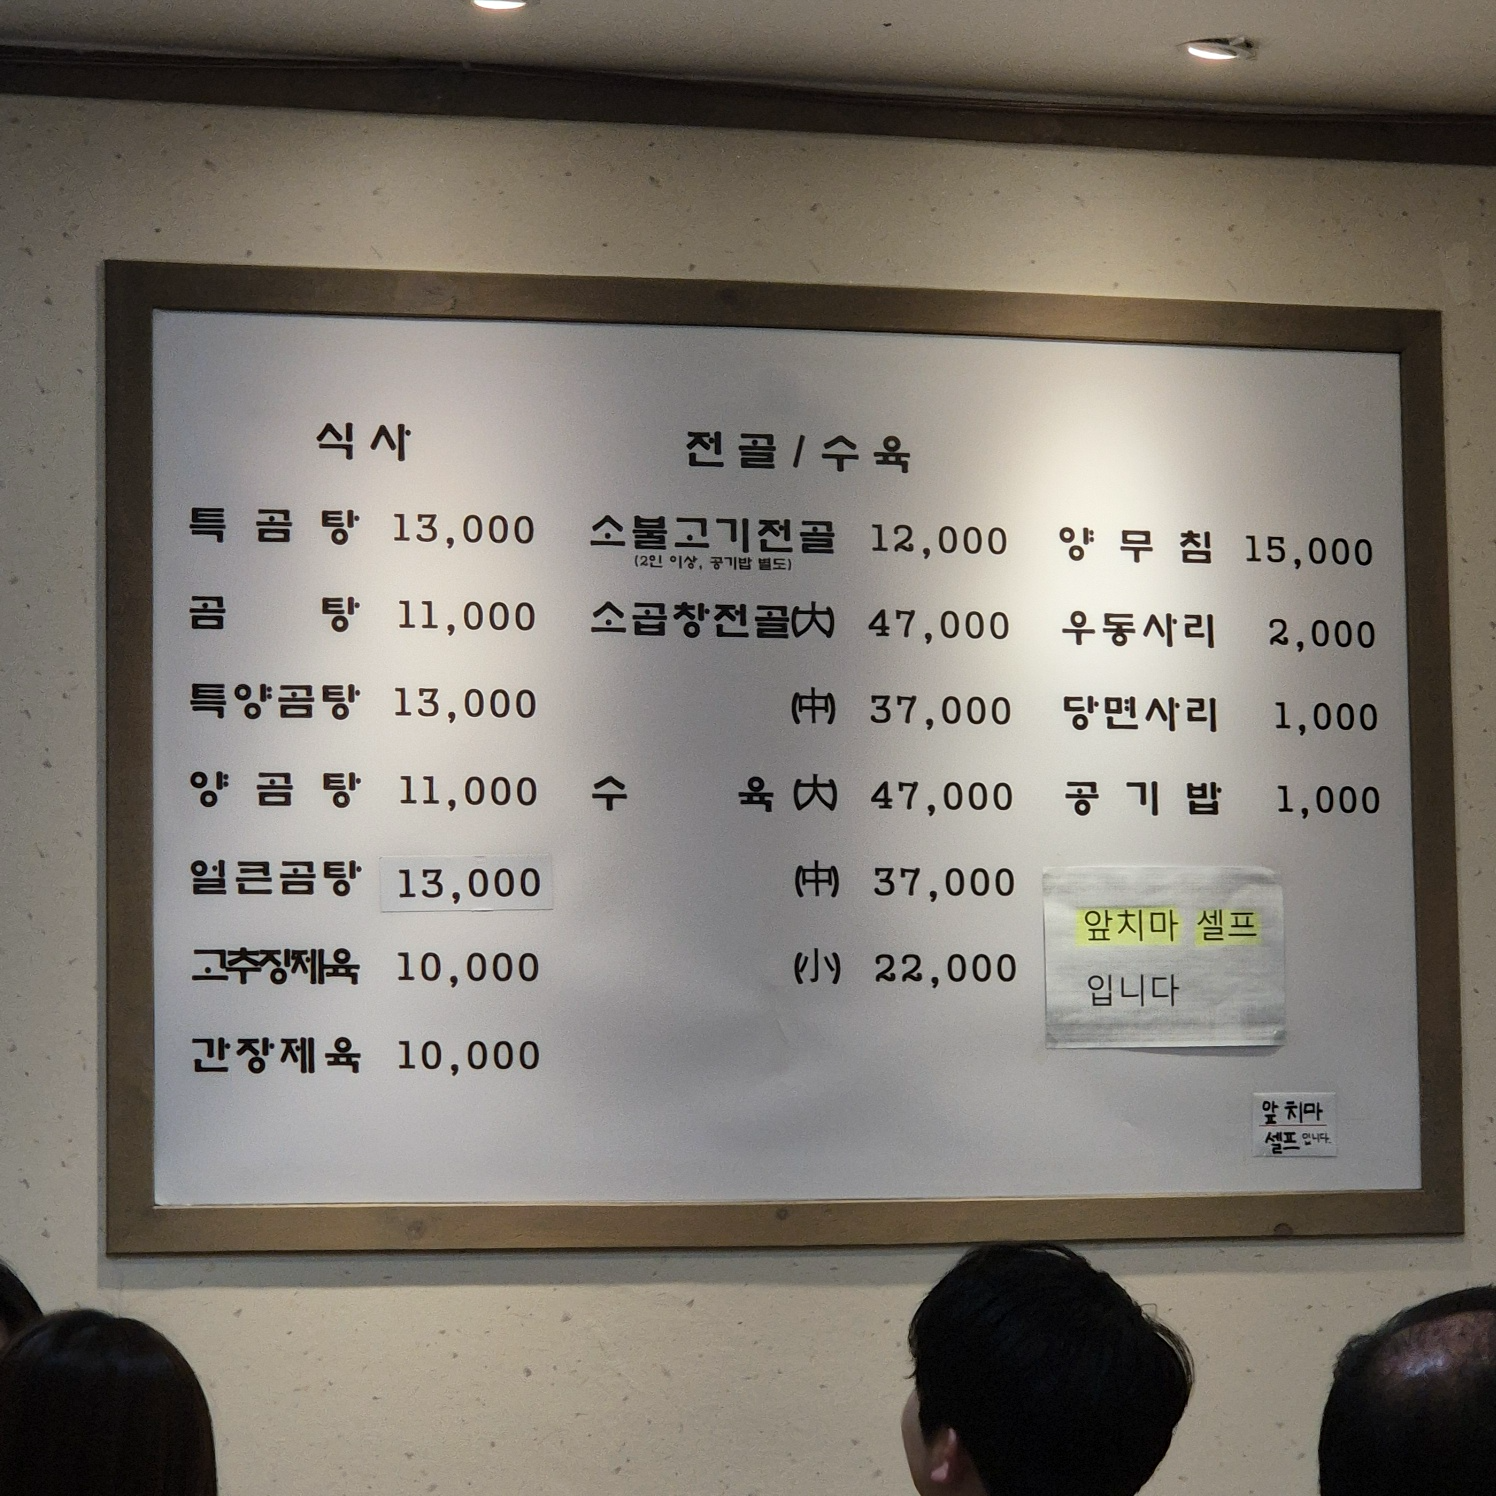 식사
특곰탕 13,000
곰탕 11,000
특양곰탕 13,000
양곰탕 11,000
얼큰곰탕 13,000
고추장제육 10,000
간장제육 10,000
전골/수육
소불고기전골 12,000
(2인 이상, 공기밥 별도)
소곱창전골(大) 47,000
(中) 37,000
수육(大) 47,000
(中) 37,000
(小) 22,000
양무침 15,000
우동사리 2,000
당면사리 1,000
공기밥 1,000
앞치마 셀프
입니다
앞치마
셀프 입니다.